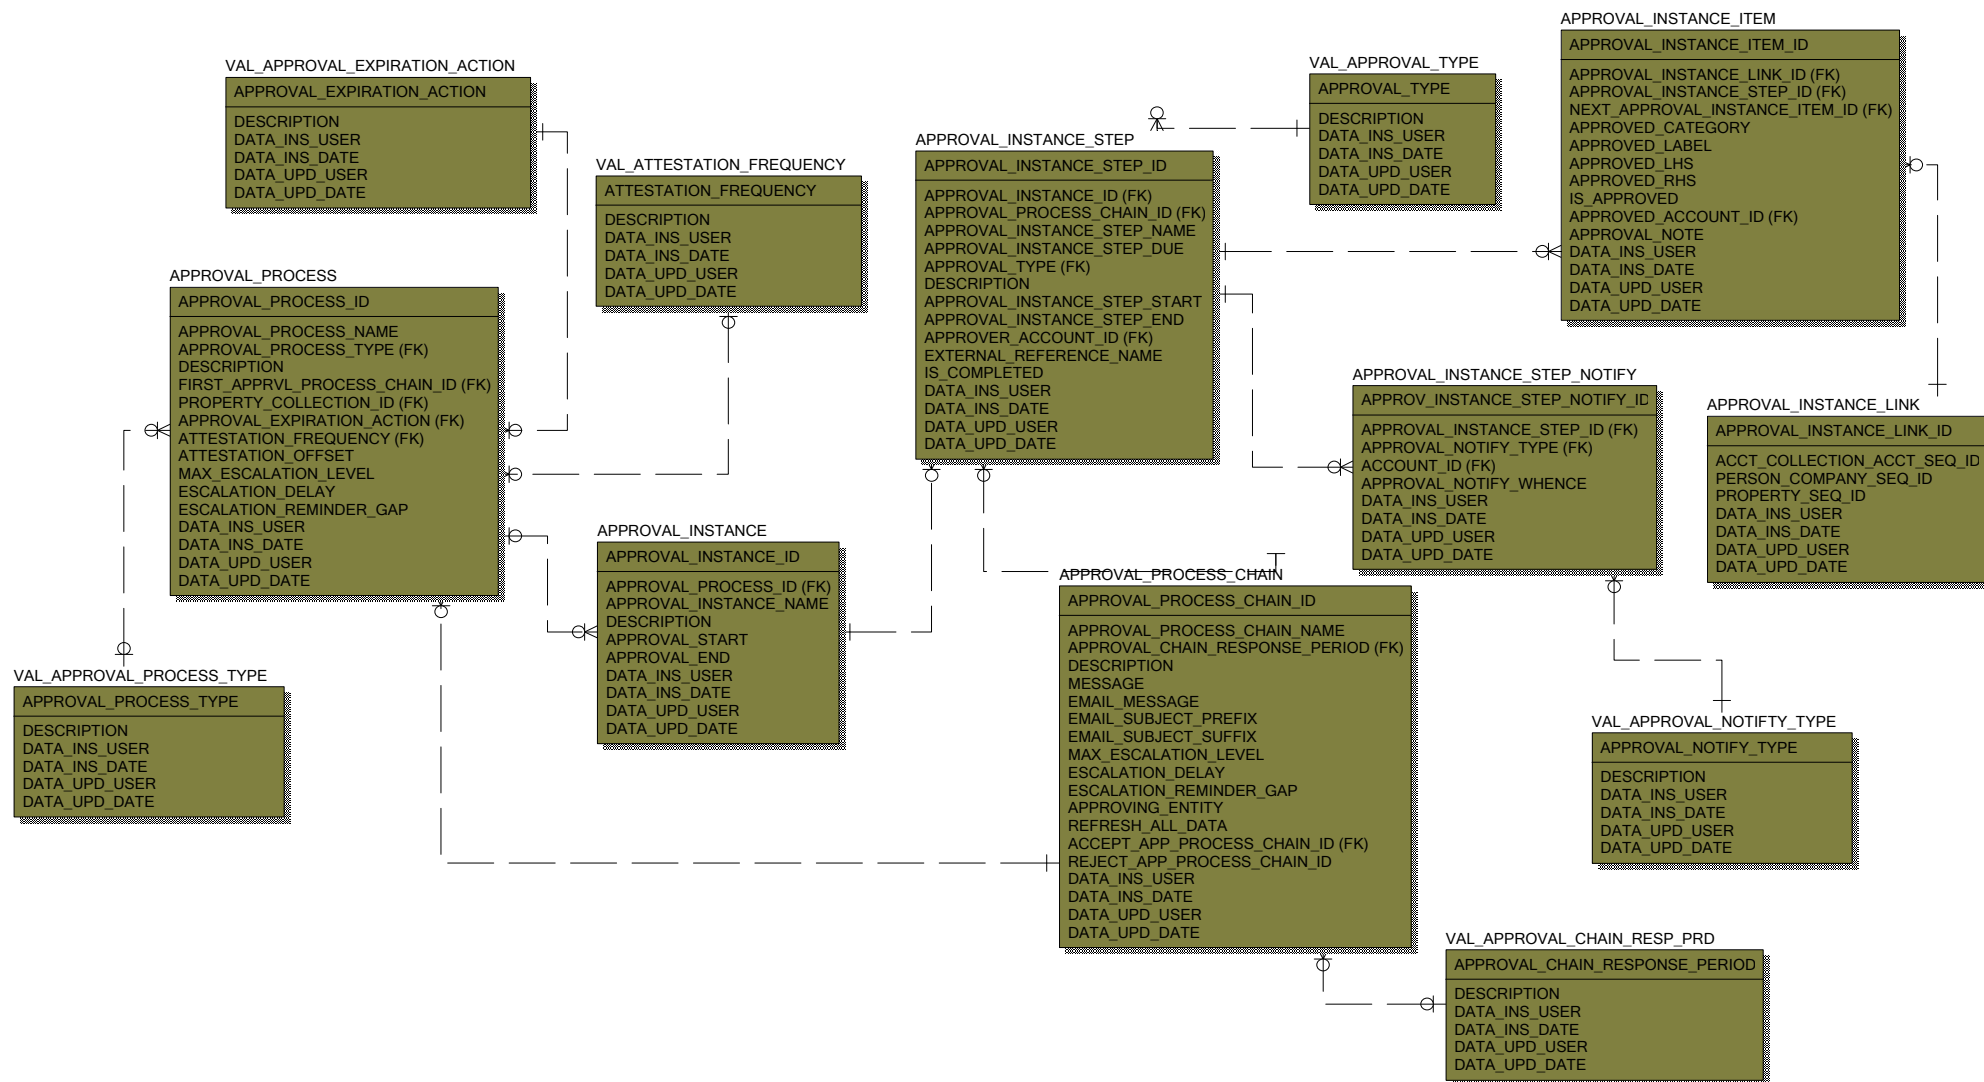 VAL_APPROVAL_EXPIRATION_ACTION
APPROVAL_EXPIRATION_ACTION
DESCRIPTION
DATA_INS_USER
DATA_INS_DATE
DATA_UPD_USER
DATA_UPD_DATE
VAL_ATTESTATION_FREQUENCY
ATTESTATION_FREQUENCY
DESCRIPTION
DATA_INS_USER
DATA_INS_DATE
DATA_UPD_USER
DATA_UPD_DATE
APPROVAL_PROCESS
APPROVAL_PROCESS_ID
APPROVAL_PROCESS_NAME
APPROVAL_PROCESS_TYPE (FK)
DESCRIPTION
FIRST_APPRVL_PROCESS_CHAIN_ID (FK)
PROPERTY_COLLECTION_ID (FK)
APPROVAL_EXPIRATION_ACTION (FK)
ATTESTATION_FREQUENCY (FK)
ATTESTATION_OFFSET
MAX_ESCALATION_LEVEL
ESCALATION_DELAY
ESCALATION_REMINDER_GAP
DATA_INS_USER
DATA_INS_DATE
DATA_UPD_USER
DATA_UPD_DATE
VAL_APPROVAL_PROCESS_TYPE
APPROVAL_PROCESS_TYPE
DESCRIPTION
DATA_INS_USER
DATA_INS_DATE
DATA_UPD_USER
DATA_UPD_DATE
APPROVAL_INSTANCE
APPROVAL_INSTANCE_ID
APPROVAL_PROCESS_ID (FK)
APPROVAL_INSTANCE_NAME
DESCRIPTION
APPROVAL_START
APPROVAL_END
DATA_INS_USER
DATA_INS_DATE
DATA_UPD_USER
DATA_UPD_DATE
APPROVAL_INSTANCE_STEP
APPROVAL_INSTANCE_STEP_ID
APPROVAL_INSTANCE_ID (FK)
APPROVAL_PROCESS_CHAIN_ID (FK)
APPROVAL_INSTANCE_STEP_NAME
APPROVAL_INSTANCE_STEP_DUE
APPROVAL_TYPE (FK)
DESCRIPTION
APPROVAL_INSTANCE_STEP_START
APPROVAL_INSTANCE_STEP_END
APPROVER_ACCOUNT_ID (FK)
EXTERNAL_REFERENCE_NAME
IS_COMPLETED
DATA_INS_USER
DATA_INS_DATE
DATA_UPD_USER
DATA_UPD_DATE
VAL_APPROVAL_TYPE
APPROVAL_TYPE
DESCRIPTION
DATA_INS_USER
DATA_INS_DATE
DATA_UPD_USER
DATA_UPD_DATE
APPROVAL_INSTANCE_ITEM
APPROVAL_INSTANCE_ITEM_ID
APPROVAL_INSTANCE_LINK_ID (FK)
APPROVAL_INSTANCE_STEP_ID (FK)
NEXT_APPROVAL_INSTANCE_ITEM_ID (FK)
APPROVED_CATEGORY
APPROVED_LABEL
APPROVED_LHS
APPROVED_RHS
IS_APPROVED
APPROVED_ACCOUNT_ID (FK)
APPROVAL_NOTE
DATA_INS_USER
DATA_INS_DATE
DATA_UPD_USER
DATA_UPD_DATE
APPROVAL_INSTANCE_STEP_NOTIFY
APPROV_INSTANCE_STEP_NOTIFY_ID
APPROVAL_INSTANCE_STEP_ID (FK)
APPROVAL_NOTIFY_TYPE (FK)
ACCOUNT_ID (FK)
APPROVAL_NOTIFY_WHENCE
DATA_INS_USER
DATA_INS_DATE
DATA_UPD_USER
DATA_UPD_DATE
APPROVAL_INSTANCE_LINK
APPROVAL_INSTANCE_LINK_ID
ACCT_COLLECTION_ACCT_SEQ_ID
PERSON_COMPANY_SEQ_ID
PROPERTY_SEQ_ID
DATA_INS_USER
DATA_INS_DATE
DATA_UPD_USER
DATA_UPD_DATE
APPROVAL_PROCESS_CHAIN
APPROVAL_PROCESS_CHAIN_ID
APPROVAL_PROCESS_CHAIN_NAME
APPROVAL_CHAIN_RESPONSE_PERIOD (FK)
DESCRIPTION
MESSAGE
EMAIL_MESSAGE
EMAIL_SUBJECT_PREFIX
EMAIL_SUBJECT_SUFFIX
MAX_ESCALATION_LEVEL
ESCALATION_DELAY
ESCALATION_REMINDER_GAP
APPROVING_ENTITY
REFRESH_ALL_DATA
ACCEPT_APP_PROCESS_CHAIN_ID (FK)
REJECT_APP_PROCESS_CHAIN_ID
DATA_INS_USER
DATA_INS_DATE
DATA_UPD_USER
DATA_UPD_DATE
VAL_APPROVAL_NOTIFTY_TYPE
APPROVAL_NOTIFY_TYPE
DESCRIPTION
DATA_INS_USER
DATA_INS_DATE
DATA_UPD_USER
DATA_UPD_DATE
VAL_APPROVAL_CHAIN_RESP_PRD
APPROVAL_CHAIN_RESPONSE_PERIOD
DESCRIPTION
DATA_INS_USER
DATA_INS_DATE
DATA_UPD_USER
DATA_UPD_DATE